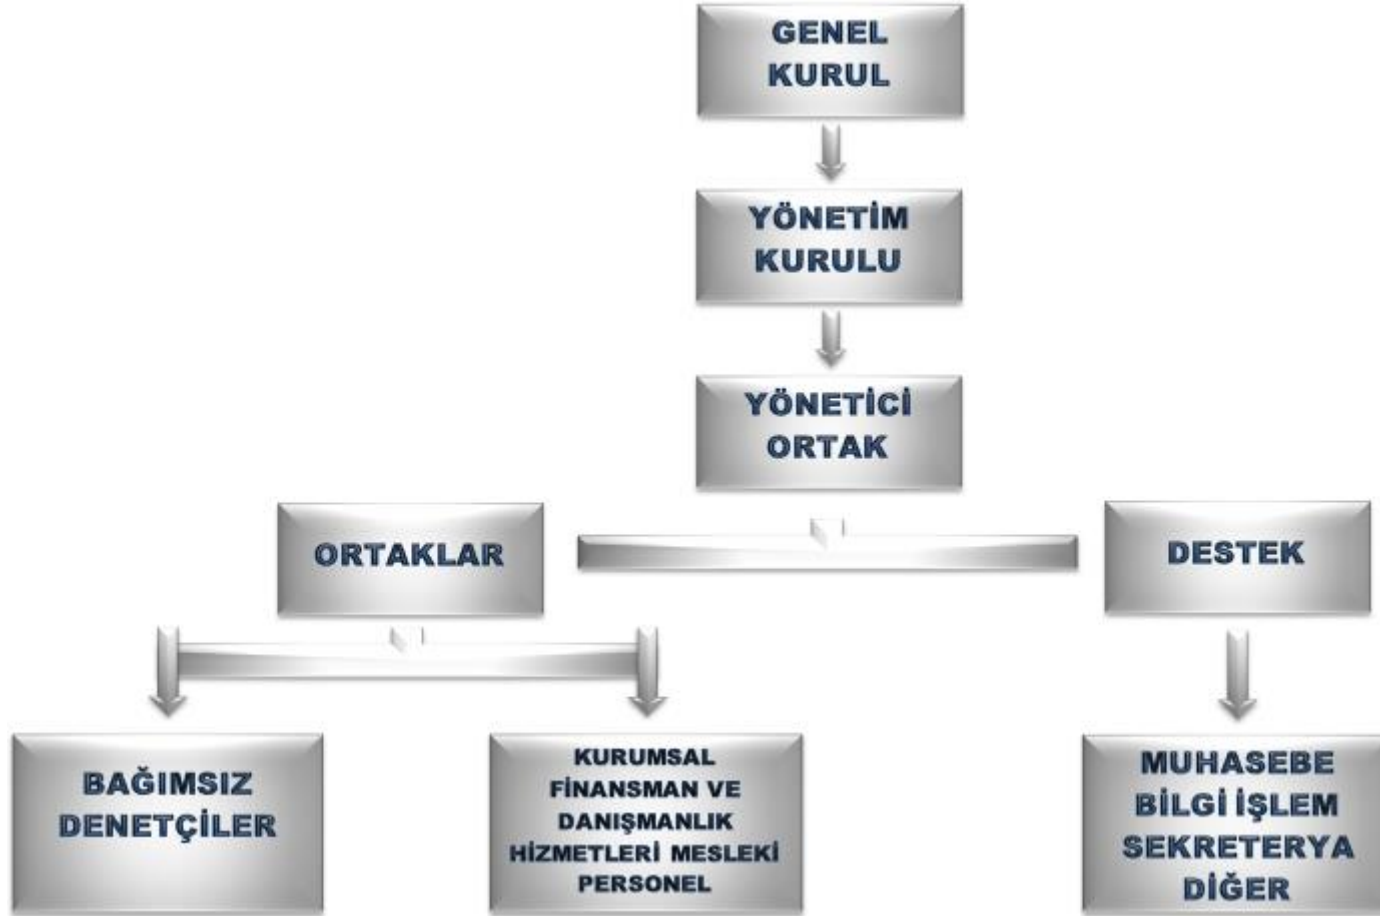 GENEL
KURUL
YÖNETİM
KURULU
YÖNETİCİ
ORTAK
ORTAKLAR
DESTEK
BAĞIMSIZ
DENETÇİLER
KURUMSAL
FİNANSMAN VE
DANIŞMANLIK
HİZMETLERİ MESLEKİ
PERSONEL
MUHASEBE
BİLGİ İŞLEM
SEKRETERYA
DİĞER